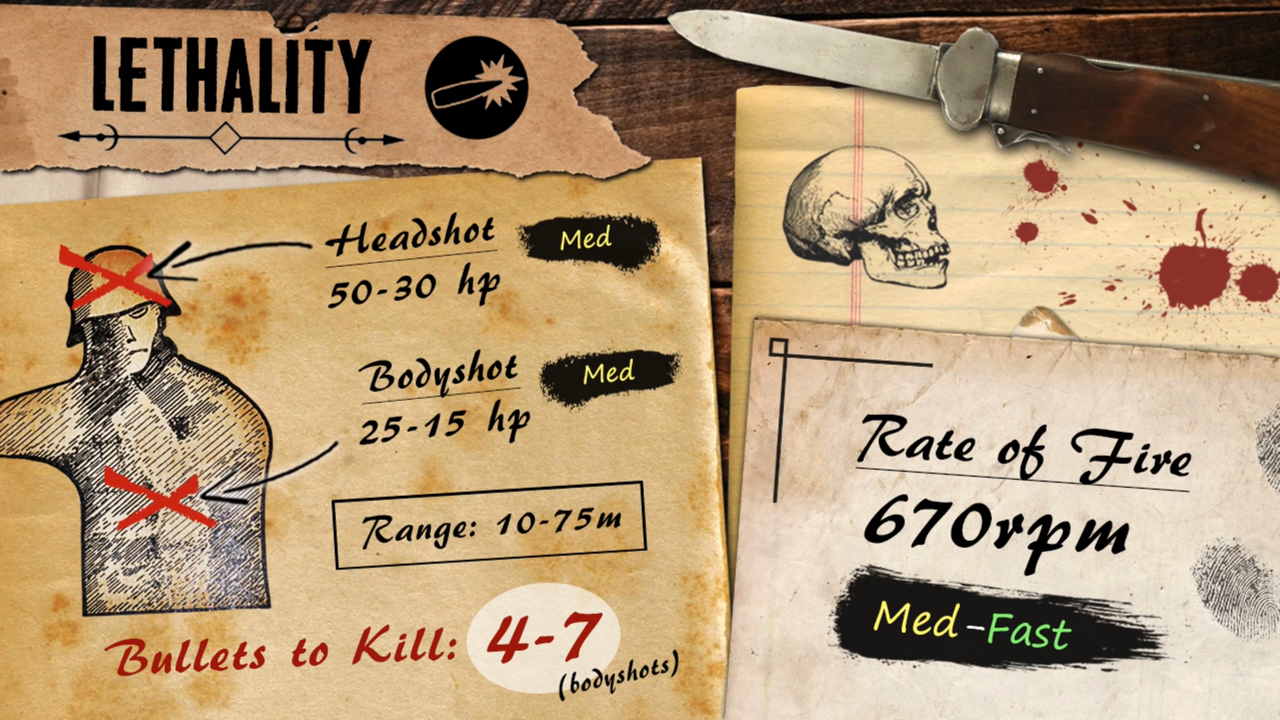 LETHALITY
Headshot Med
50-30 hp
Bodyshot Med
25-15 hp
Range: 10-75m
Bullets to Kill: 4-7
(bodyshots)
Rate of Fire
670rpm
Med-Fast